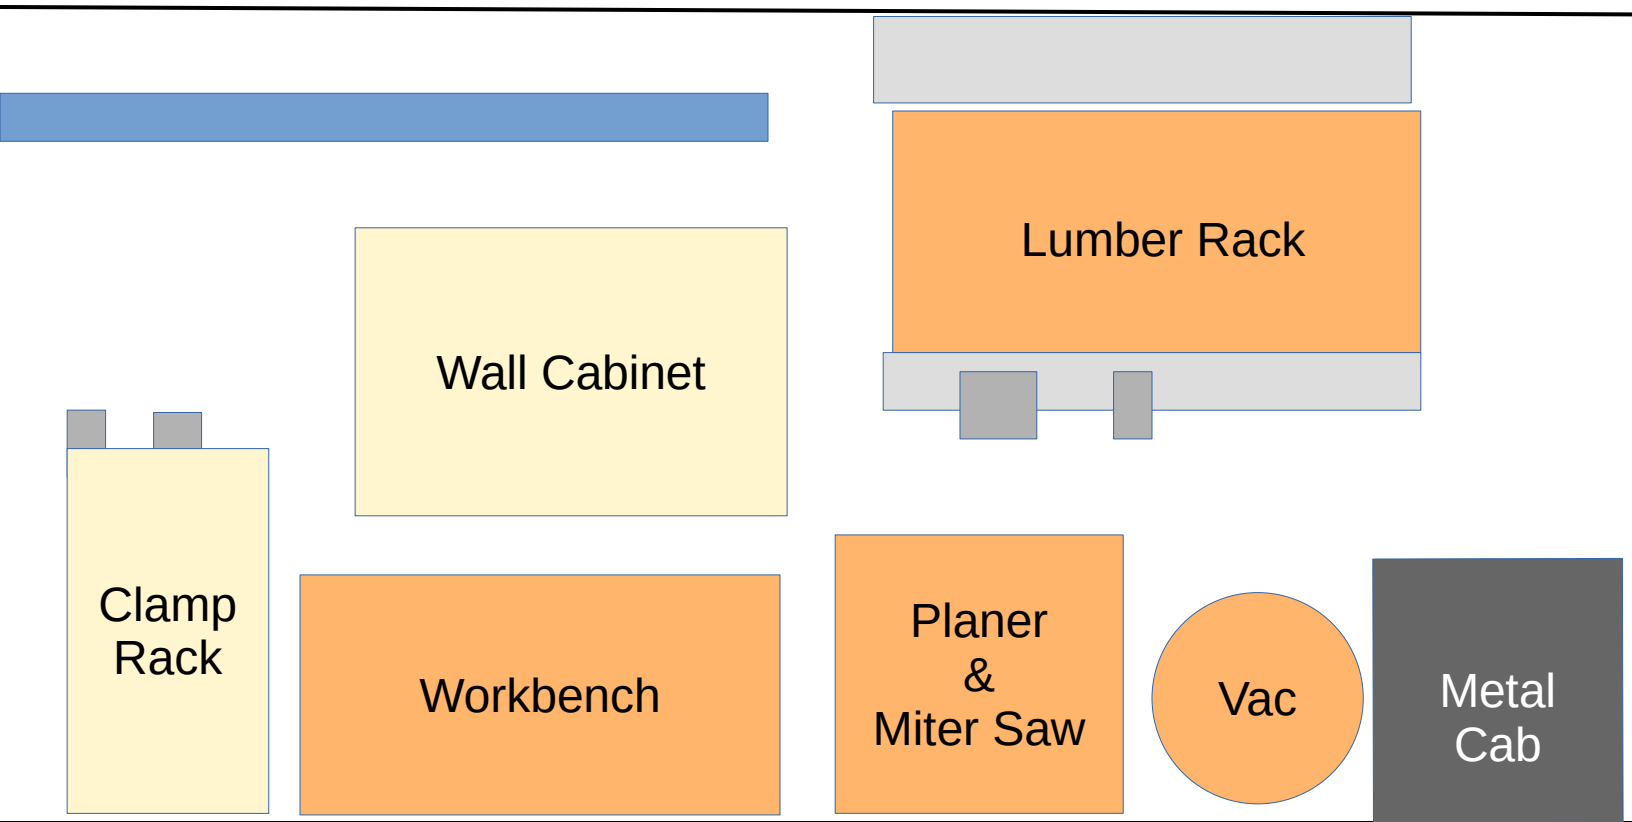 Lumber Rack
Wall Cabinet
Clamp
Rack
Workbench
Planer
&
Miter Saw
Vac
Metal
Cab